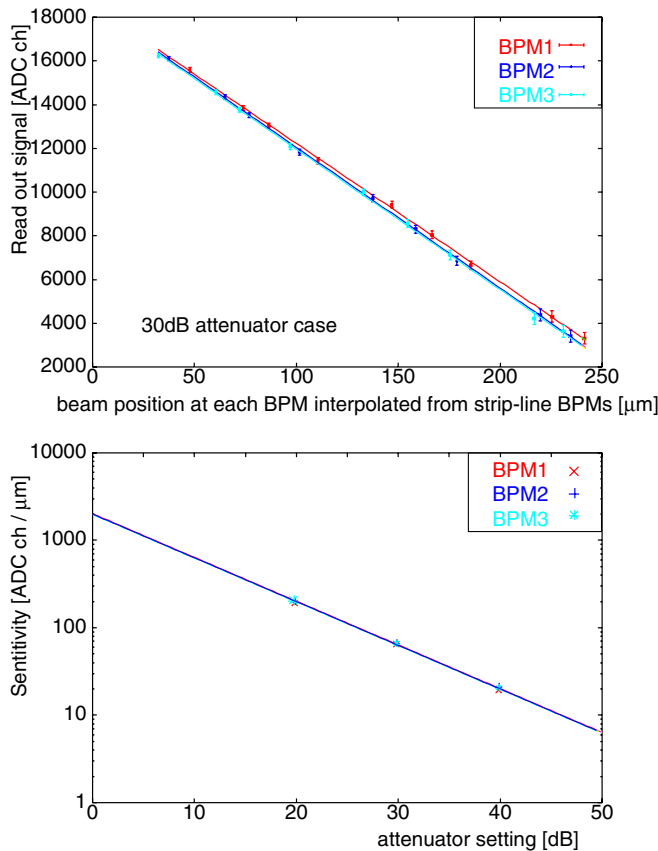 18000
16000
14000
12000
10000
8000
6000
4000
2000
Read out signal [ADC ch]
BPM1
BPM2
BPM3
30dB attenuator case
0 50 100 150 200 250
beam position at each BPM interpolated from strip-line BPMs [μm]
10000
1000
100
10
1
Sentitivity [ADC ch / μm]
BPM1
BPM2
BPM3
0 10 20 30 40 50
attenuator setting [dB]